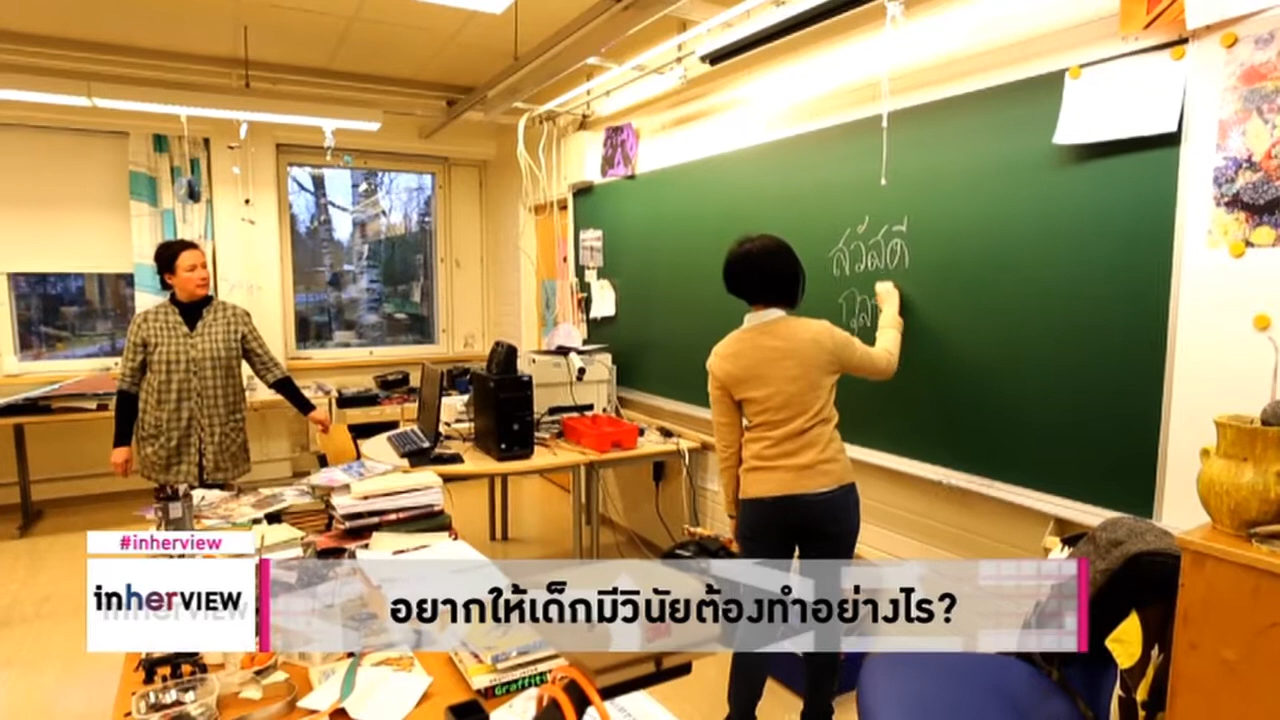 สวัสดี
#inherview
inherVIEW
อยากให้เด็กมีวินัยต้องทำอย่างไร?
Graffiti